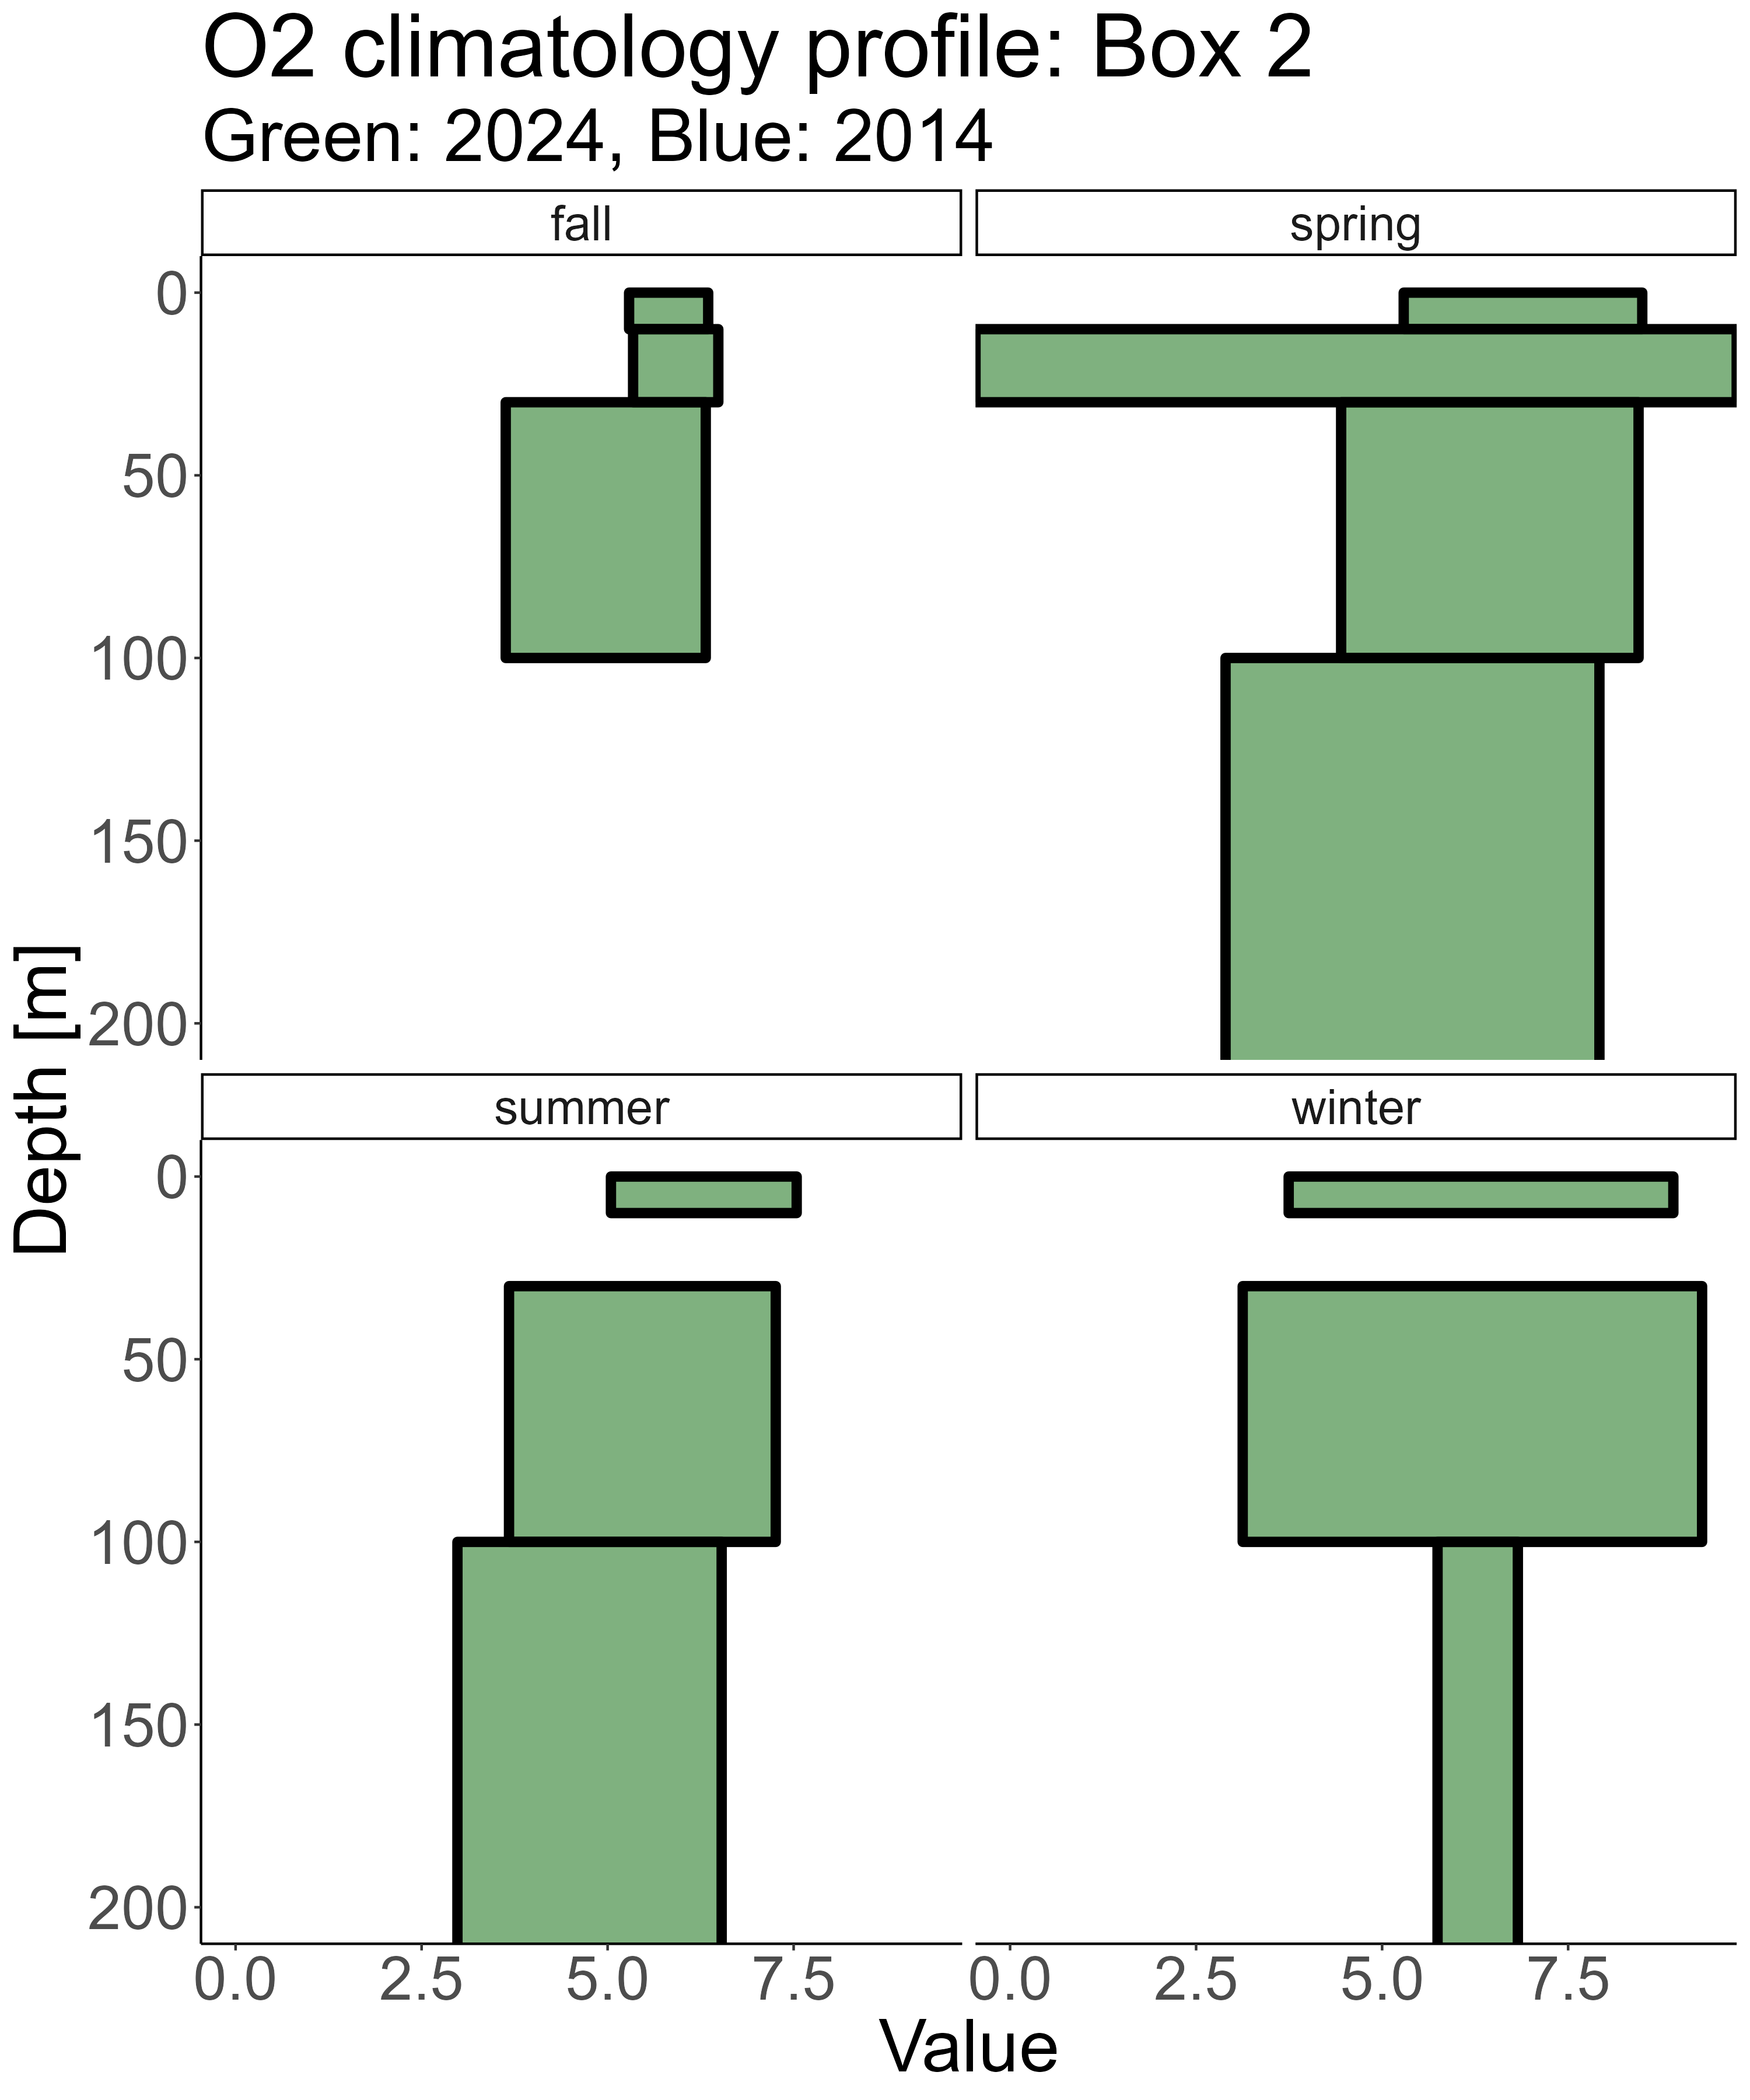 O2 climatology profile: Box 2
Green: 2024, Blue: 2014
fall
spring
0
50
100
150
200
Depth [m]
summer
winter
0
50
100
150
200
0.0 2.5 5.0 7.5 0.0 2.5 5.0 7.5
Value